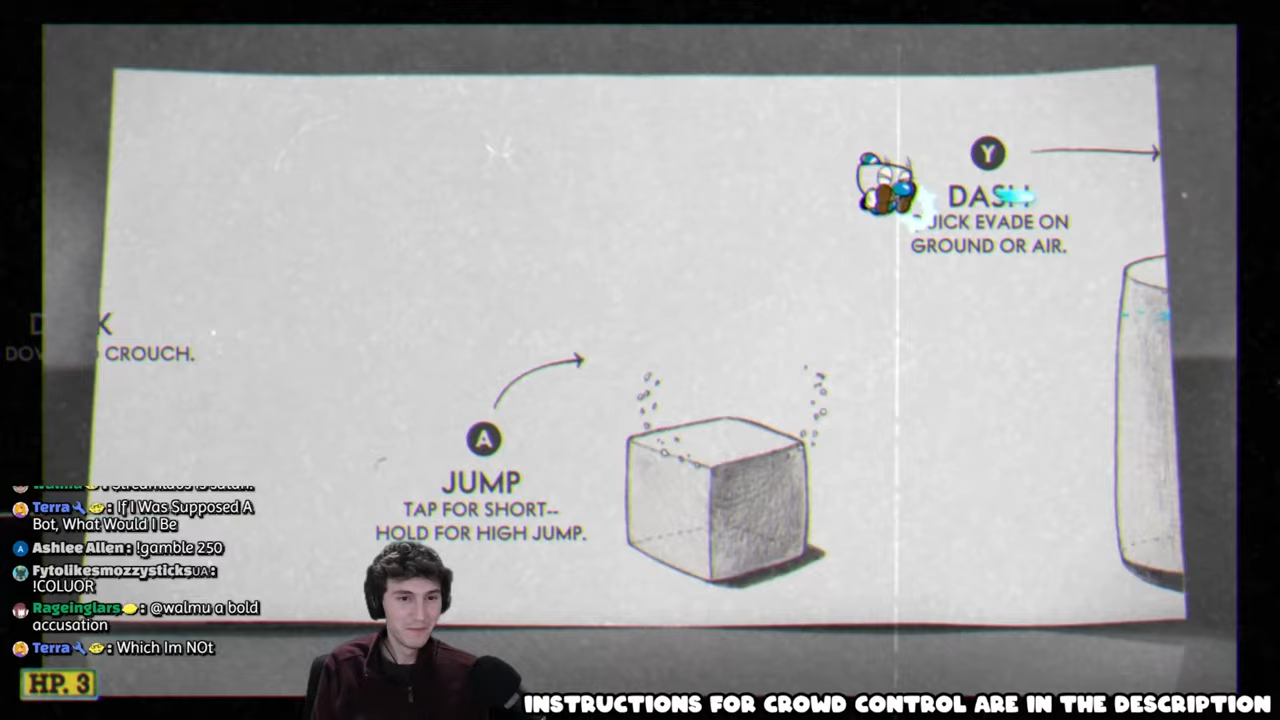 Y
DASH
QUICK EVADE ON
GROUND OR AIR.
CROUCH.
A
JUMP
TAP FOR SHORT--
HOLD FOR HIGH JUMP.
Terra: If I Was Supposed A
Bot, What Would I Be
Ashlee Allen: !gamble 250
FytolikesmozzysticksUA:
!COLUOR
Rageinglars: @walmu a bold
accusation
Terra: Which Im NOt
HP. 3
INSTRUCTIONS FOR CROWD CONTROL ARE IN THE DESCRIPTION